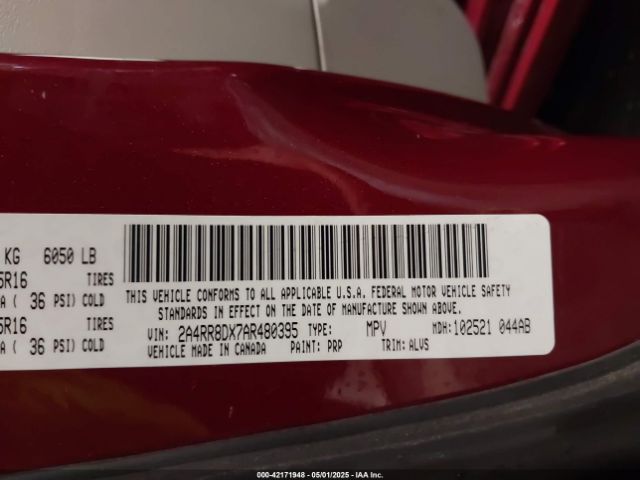 KG 6050 LB
5R16 TIRES
A ( 36 PSI) COLD
5R16 TIRES
A ( 36 PSI) COLD
THIS VEHICLE CONFORMS TO ALL APPLICABLE U.S.A. FEDERAL MOTOR VEHICLE SAFETY
STANDARDS IN EFFECT ON THE DATE OF MANUFACTURE SHOWN ABOVE.
VIN: 2A4RR8DX7AR480395 TYPE: MPV MDH: 102521 044AB
VEHICLE MADE IN CANADA PAINT: PRP TRIM: ALVS
000-42171948 | 05/01/2025 | IAA Inc.